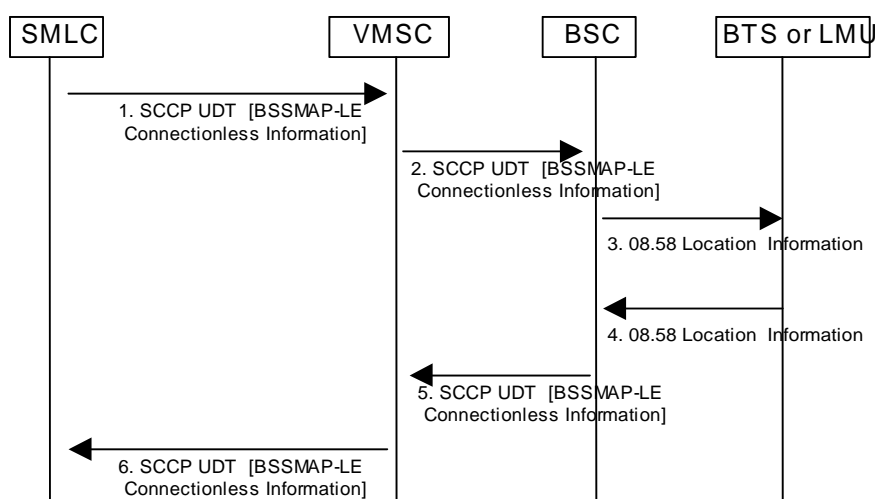 SMLC
VMSC
BSC
BTS or LMU
1. SCCP UDT [BSSMAP-LE
Connectionless Information]
2. SCCP UDT [BSSMAP-LE
Connectionless Information]
3. 08.58 Location Information
4. 08.58 Location Information
5. SCCP UDT [BSSMAP-LE
Connectionless Information]
6. SCCP UDT [BSSMAP-LE
Connectionless Information]